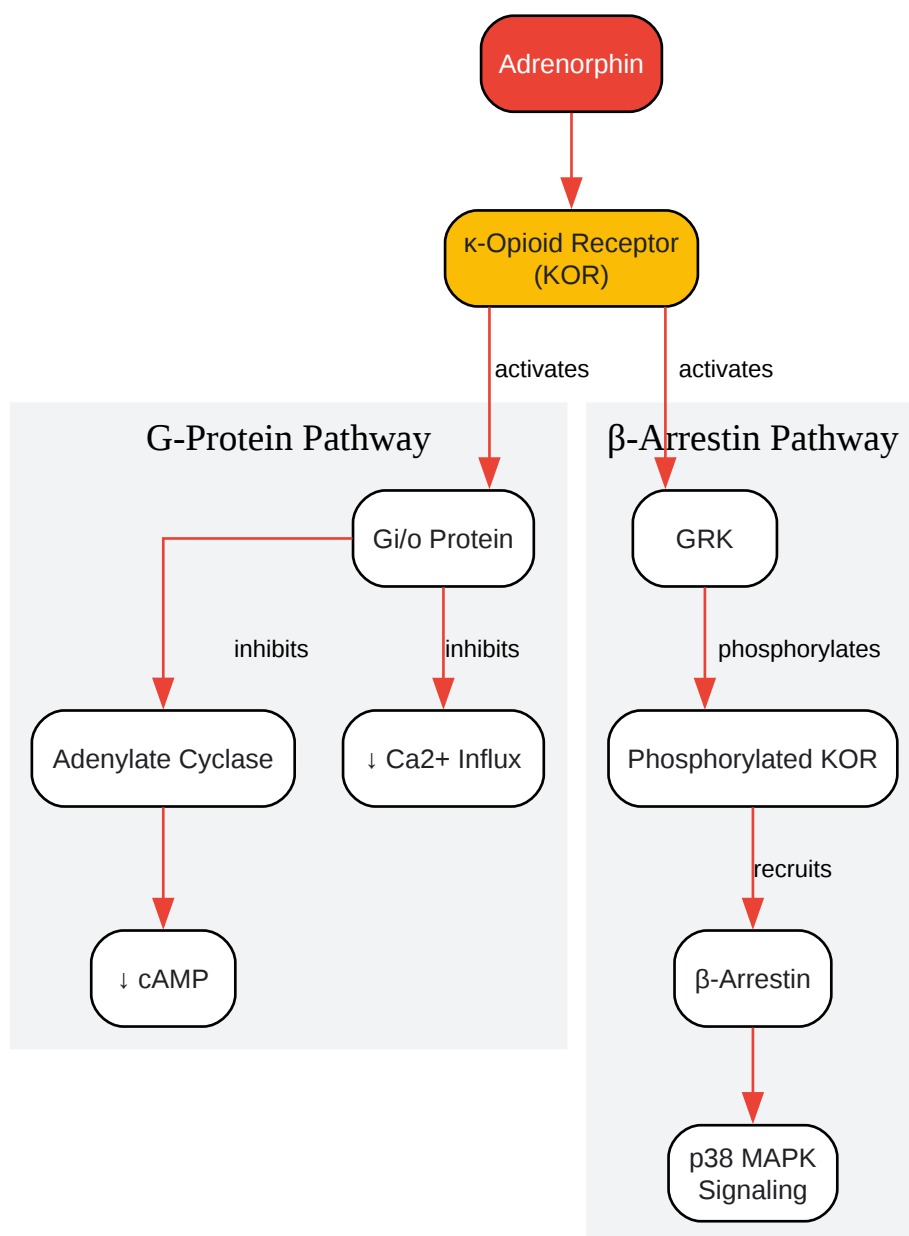 Adrenorphin
κ-Opioid Receptor
(KOR)
activates
activates
G-Protein Pathway
β-Arrestin Pathway
Gi/o Protein
GRK
inhibits
inhibits
phosphorylates
Adenylate Cyclase
↓ Ca2+ Influx
Phosphorylated KOR
recruits
↓ cAMP
β-Arrestin
p38 MAPK
Signaling